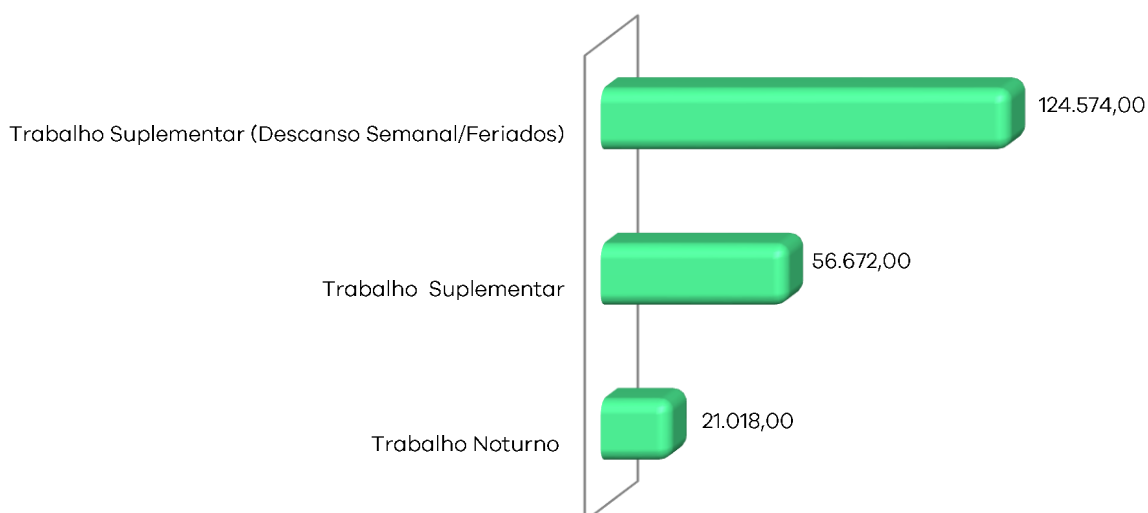 Trabalho Suplementar (Descanso Semanal/Feriados)
124.574,00
Trabalho  Suplementar
56.672,00
Trabalho Noturno
21.018,00